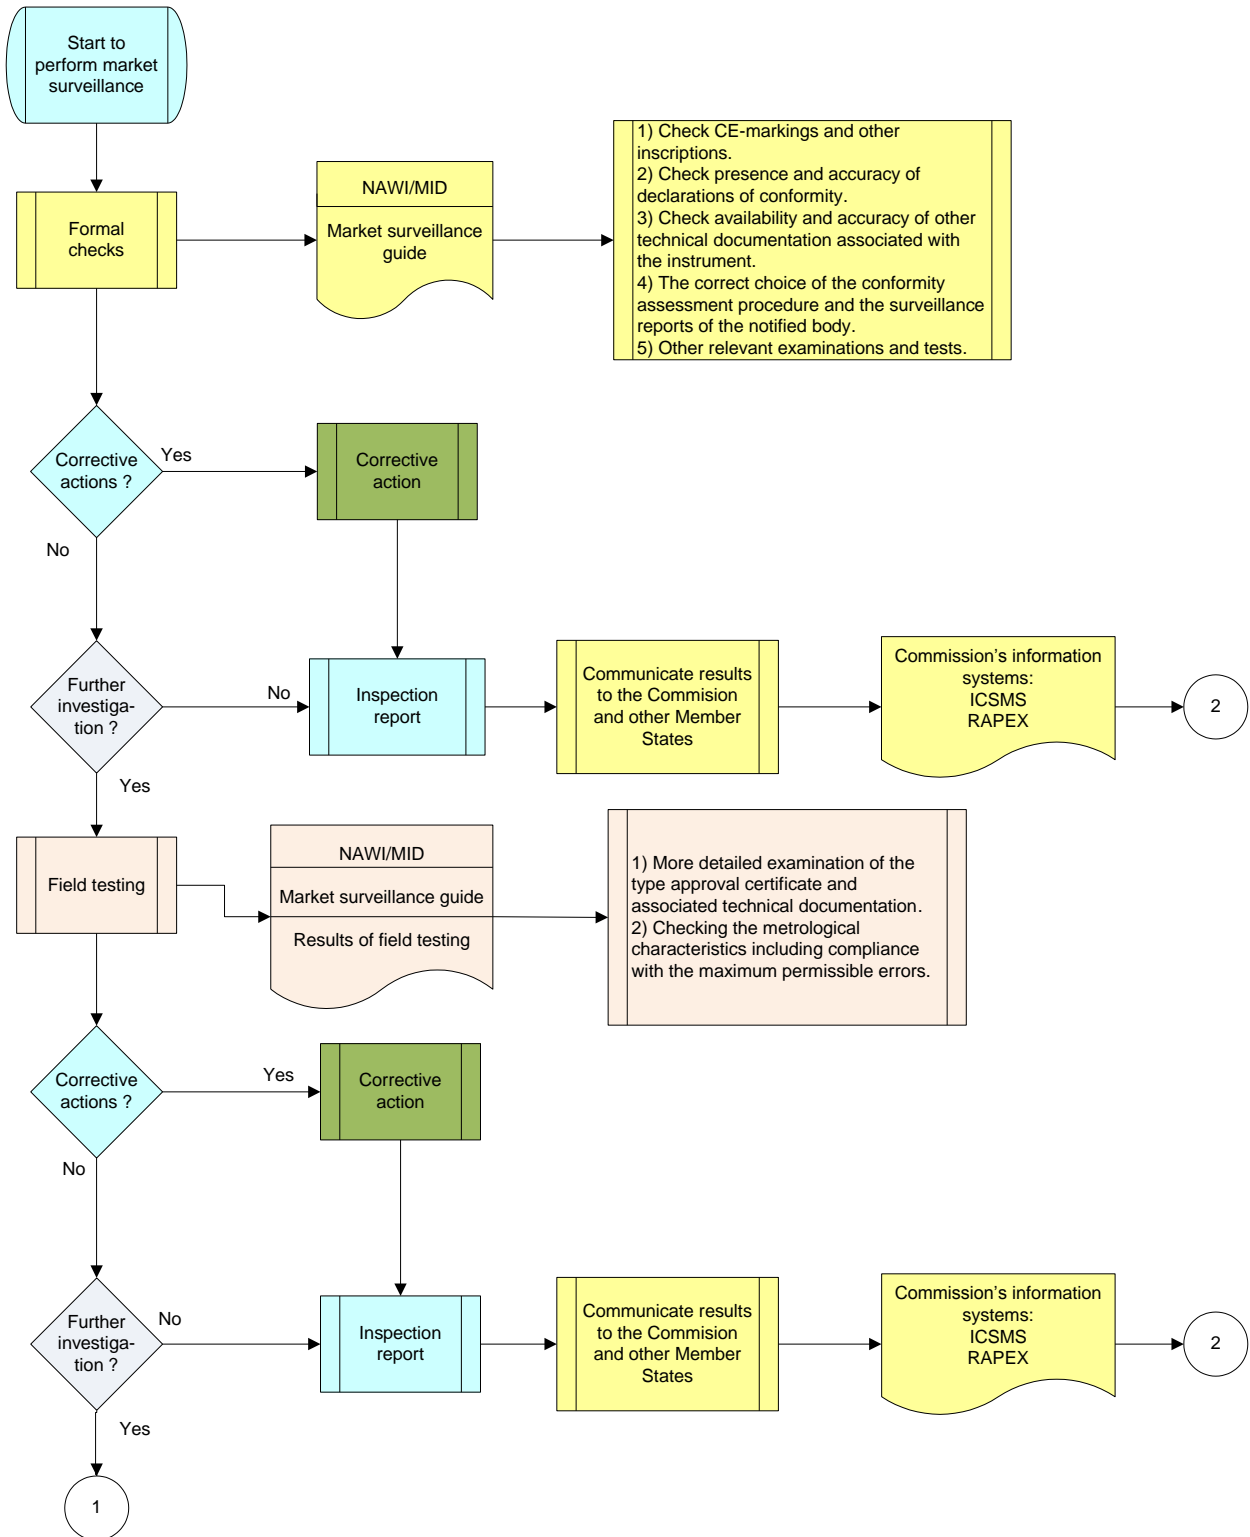 Start to
perform market
surveillance
Formal
checks
NAWI/MID
Market surveillance
guide
1) Check CE-markings and other
inscriptions.
2) Check presence and accuracy of
declarations of conformity.
3) Check availability and accuracy of other
technical documentation associated with
the instrument.
4) The correct choice of the conformity
assessment procedure and the surveillance
reports of the notified body.
5) Other relevant examinations and tests.
Corrective
actions ?
Yes
Corrective
action
No
Further
investiga-
tion ?
No
Inspection
report
Communicate results
to the Commision
and other Member
States
Commission's information
systems:
ICSMS
RAPEX
2
Yes
Field testing
NAWI/MID
Market surveillance guide
Results of field testing
1) More detailed examination of the
type approval certificate and
associated technical documentation.
2) Checking the metrological
characteristics including compliance
with the maximum permissible errors.
Corrective
actions ?
Yes
Corrective
action
No
Further
investiga-
tion ?
No
Inspection
report
Communicate results
to the Commision
and other Member
States
Commission's information
systems:
ICSMS
RAPEX
2
Yes
1